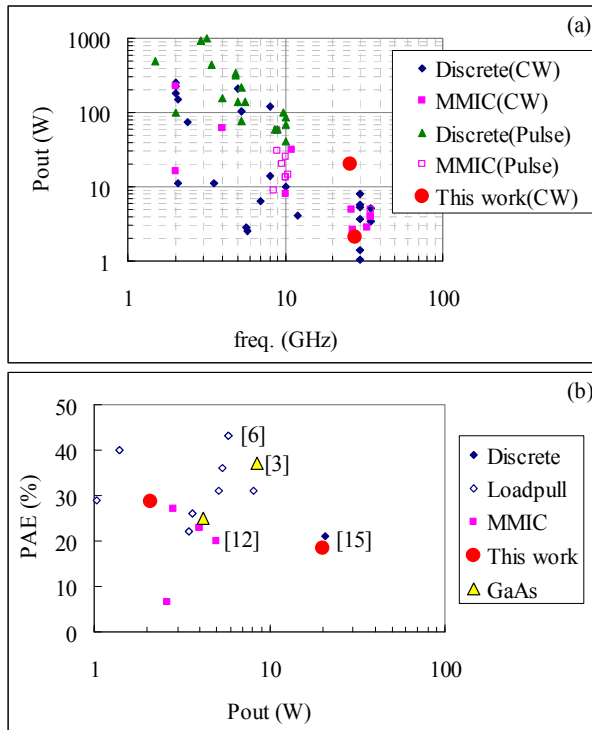 (a)
1000
100
10
1
Pout (W)
1
10
100
freq. (GHz)
Discrete(CW)
MMIC(CW)
Discrete(Pulse)
MMIC(Pulse)
This work(CW)
(b)
50
40
30
20
10
0
PAE (%)
[6]
[3]
[12]
[15]
1
10
100
Pout (W)
Discrete
Loadpull
MMIC
This work
GaAs